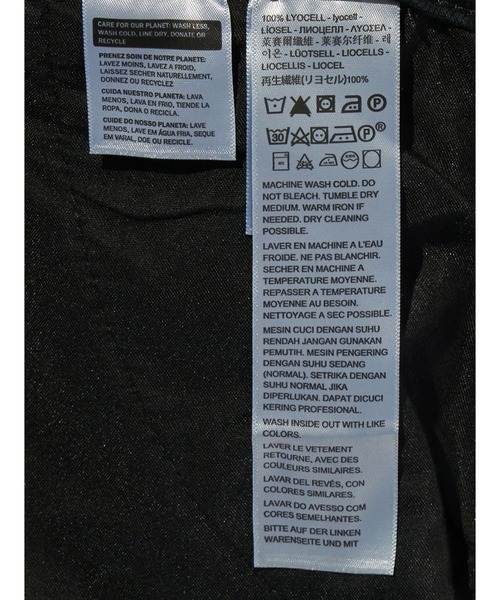 CARE FOR OUR PLANET: WASH LESS,
WASH COLD, LINE DRY, DONATE OR
RECYCLE
PRENEZ SOIN DE NOTRE PLANETE:
LAVEZ MOINS, LAVEZ A FROID,
LAISSEZ SECHER NATURELLEMENT,
DONNEZ OU RECYCLEZ.
CUIDA NUESTRO PLANETA: LAVA
MENOS, LAVA EN FRIO, TIENDE LA
ROPA, DONA O RECICLA.
CUIDE DO NOSSO PLANETA: LAVE
MENOS, LAVE EM ÁGUA FRIA, SEQUE
EM VARAL, DOE OU RECICLE.
100% LYOCELL - lyocell -
LIOSEL - ЛИОЦЕЛЛ - ΛΥΟΣΕΛ -
萊賽爾纖維 - 莱赛尔纤维 - 레
이온 - LÜOTSELL - LIOCELLS -
LIOCELLIS - LIOCEL
再生繊維(リヨセル)100%
MACHINE WASH COLD. DO
NOT BLEACH. TUMBLE DRY
MEDIUM. WARM IRON IF
NEEDED. DRY CLEANING
POSSIBLE.
LAVER EN MACHINE A L'EAU
FROIDE. NE PAS BLANCHIR.
SECHER EN MACHINE A
TEMPERATURE MOYENNE.
REPASSER A TEMPERATURE
MOYENNE AU BESOIN.
NETTOYAGE A SEC POSSIBLE.
MESIN CUCI DENGAN SUHU
RENDAH JANGAN GUNAKAN
PEMUTIH. MESIN PENGERING
DENGAN SUHU SEDANG
(NORMAL). SETRIKA DENGAN
SUHU NORMAL JIKA
DIPERLUKAN. DAPAT DICUCI
KERING PROFESIONAL.
WASH INSIDE OUT WITH LIKE
COLORS.
LAVER LE VETEMENT
RETOURNE, AVEC DES
COULEURS SIMILAIRES.
LAVAR DEL REVÉS, CON
COLORES SIMILARES.
LAVAR DO AVESSO COM
CORES SEMELHANTES.
BITTE AUF DER LINKEN
WARENSEITE UND MIT